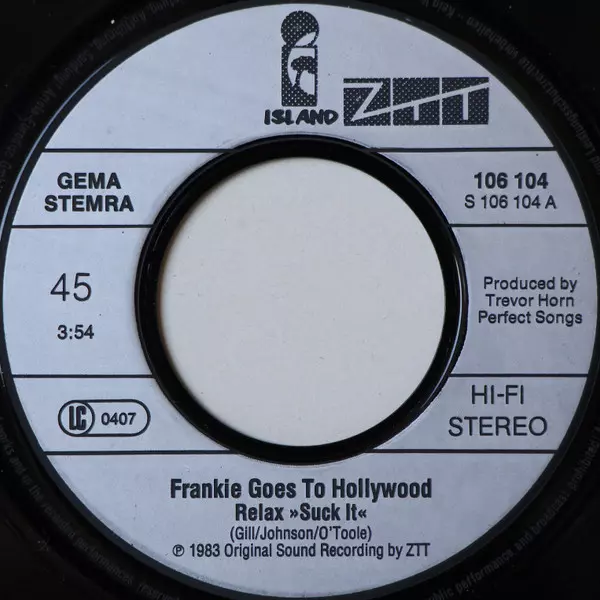 ISLAND
ZTT
GEMA
STEMRA
106 104
S 106 104 A
45
3:54
Produced by
Trevor Horn
Perfect Songs
LC 0407
HI-FI
STEREO
Frankie Goes To Hollywood
Relax »Suck It«
(Gill/Johnson/O'Toole)
℗ 1983 Original Sound Recording by ZTT